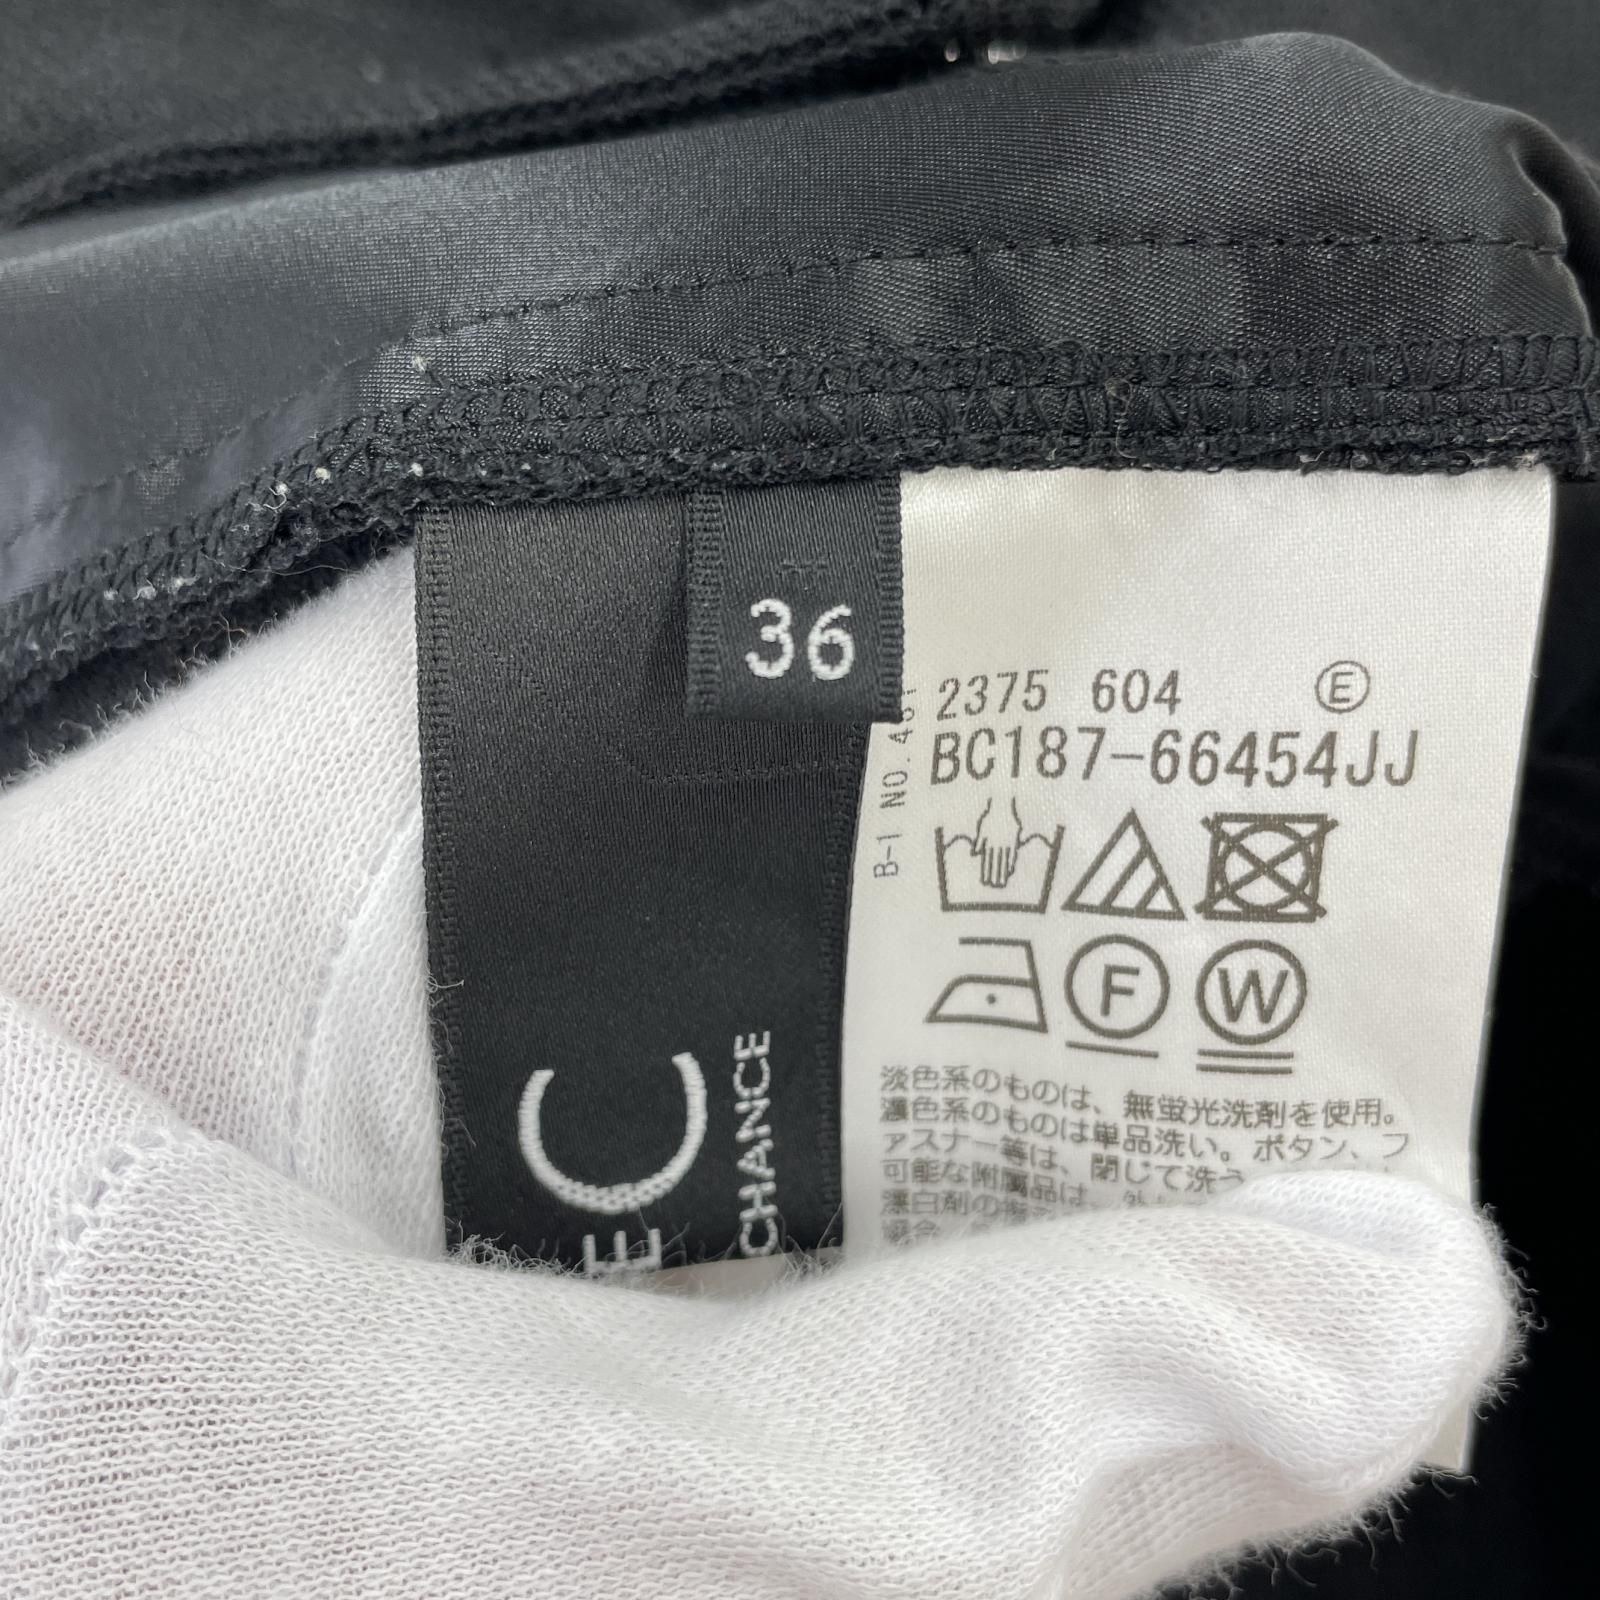 36
2375 604 Ⓔ
BC187-66454JJ
B-1 NO.461
F W
淡色系のものは、無蛍光洗剤を使用。
濃色系のものは単品洗い。ボタン、フ
ァスナー等は、閉じて洗う
可能な附属品は、
漂白剤の
C
E
CHANCE